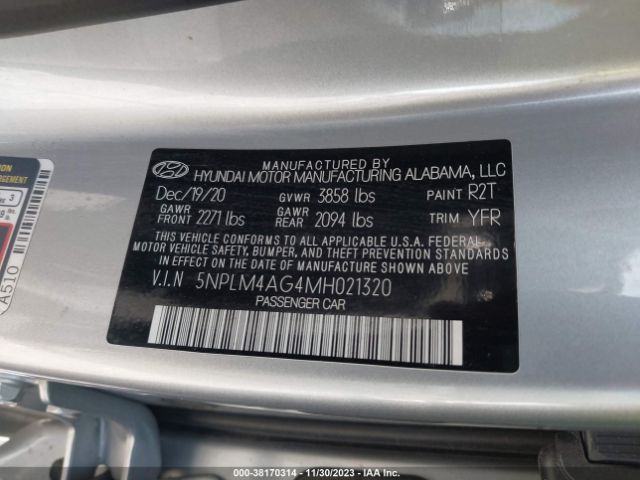 MANUFACTURED BY
HYUNDAI MOTOR MANUFACTURING ALABAMA, LLC
Dec/19/20 GVWR 3858 lbs PAINT R2T
GAWR FRONT 2271 lbs GAWR REAR 2094 lbs TRIM YFR
THIS VEHICLE CONFORMS TO ALL APPLICABLE U.S.A. FEDERAL
MOTOR VEHICLE SAFETY, BUMPER, AND THEFT PREVENTION STANDARDS
IN EFFECT ON THE DATE OF MANUFACTURE SHOWN ABOVE.
V.I.N 5NPLM4AG4MH021320
PASSENGER CAR
A510
000-38170314 - 11/30/2023 - IAA Inc.